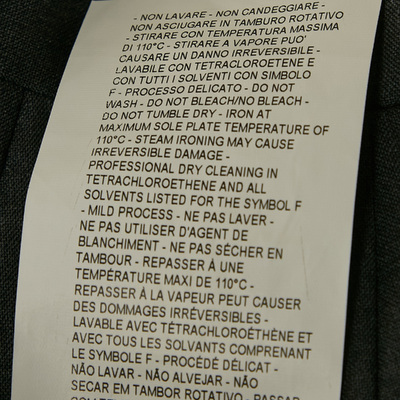 - NON LAVARE - NON CANDEGGIARE -
NON ASCIUGARE IN TAMBURO ROTATIVO
- STIRARE CON TEMPERATURA MASSIMA
DI 110°C - STIRARE A VAPORE PUO'
CAUSARE UN DANNO IRREVERSIBILE -
LAVABILE CON TETRACLOROETENE E
CON TUTTI I SOLVENTI CON SIMBOLO
F - PROCESSO DELICATO - DO NOT
WASH - DO NOT BLEACH/NO BLEACH -
DO NOT TUMBLE DRY - IRON AT
MAXIMUM SOLE PLATE TEMPERATURE OF
110°C - STEAM IRONING MAY CAUSE
IRREVERSIBLE DAMAGE -
PROFESSIONAL DRY CLEANING IN
TETRACHLOROETHENE AND ALL
SOLVENTS LISTED FOR THE SYMBOL F
- MILD PROCESS - NE PAS LAVER -
NE PAS UTILISER D'AGENT DE
BLANCHIMENT - NE PAS SÉCHER EN
TAMBOUR - REPASSER À UNE
TEMPÉRATURE MAXI DE 110°C -
REPASSER À LA VAPEUR PEUT CAUSER
DES DOMMAGES IRRÉVERSIBLES -
LAVABLE AVEC TÉTRACHLOROÉTHÈNE ET
AVEC TOUS LES SOLVANTS COMPRENANT
LE SYMBOLE F - PROCÉDÉ DÉLICAT -
NÃO LAVAR - NÃO ALVEJAR - NÃO
SECAR EM TAMBOR ROTATIVO - PASSAR